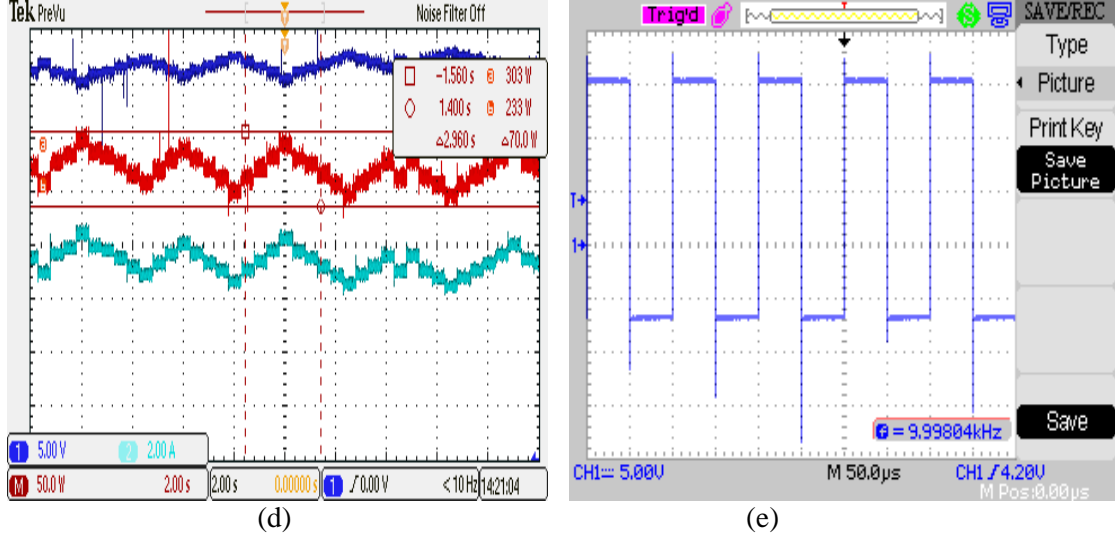 Tek PreVu
Noise Filter Off
−1.560 s 303 W
1.400 s 233 W
△2.960 s △70.0 W
1 5.00 V 2 2.00 A
M 50.0 W 2.00 s 2.00 s 0.00000 s 1 0.00 V < 10 Hz 14:21:04
(d)
Trig'd S SAVE/REC
Type
Picture
Print Key
Save
Picture
T
1
f = 9.99804kHz
Save
CH1 5.00V M 50.0µs CH1 4.20V
M Pos:0.00µs
(e)